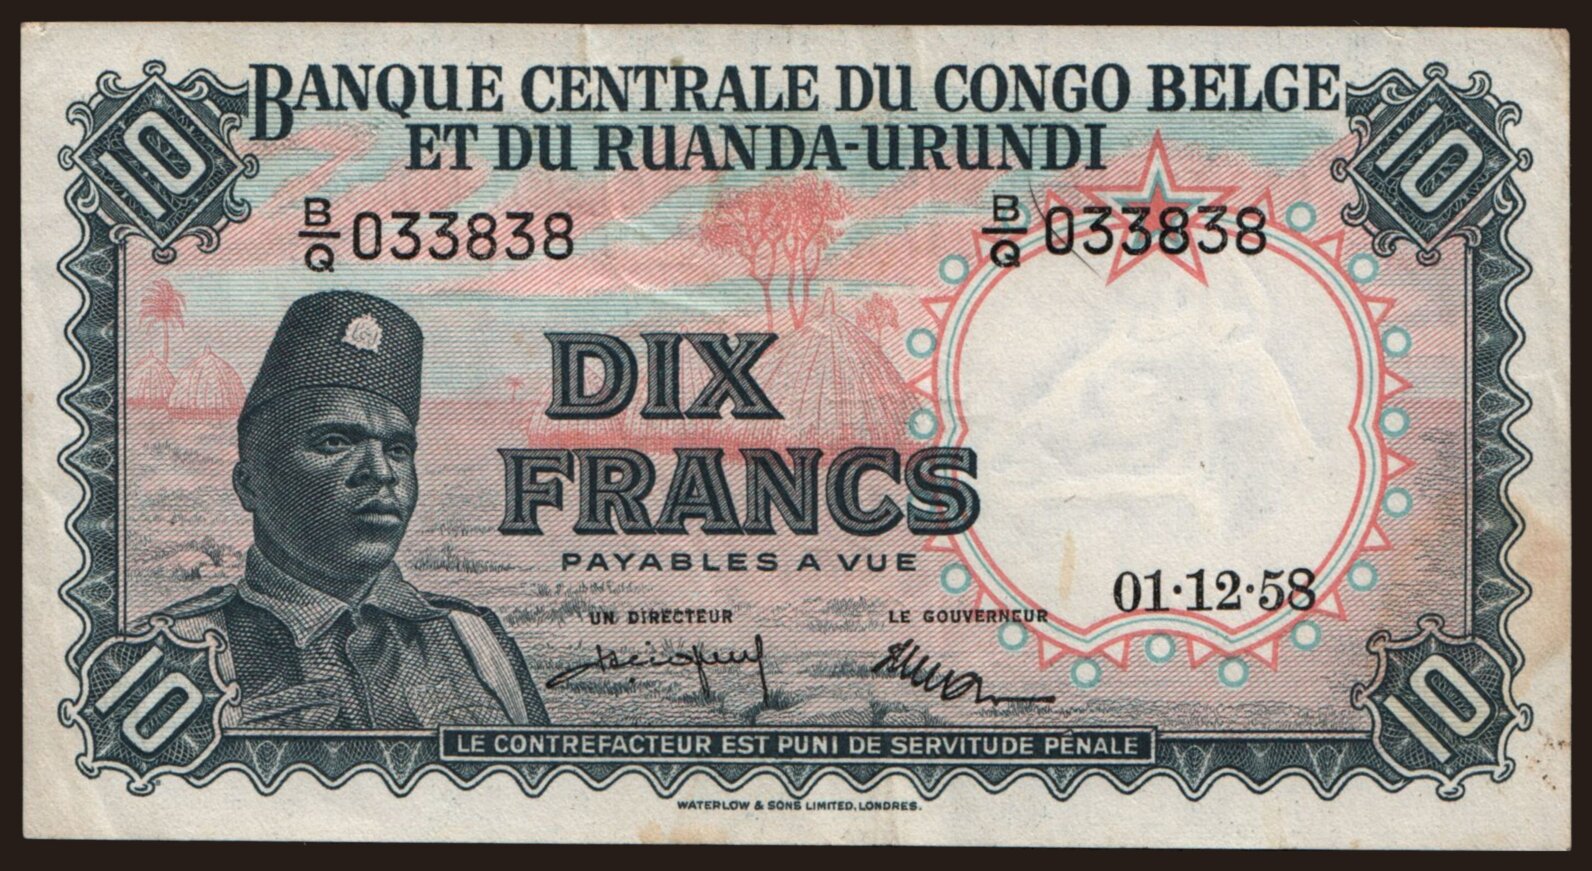 BANQUE CENTRALE DU CONGO BELGE
ET DU RUANDA-URUNDI
10
10
B/Q 033838
B/Q 033838
DIX
FRANCS
PAYABLES A VUE
01·12·58
UN DIRECTEUR
LE GOUVERNEUR
10
10
LE CONTREFACTEUR EST PUNI DE SERVITUDE PÉNALE
WATERLOW & SONS LIMITED, LONDRES.